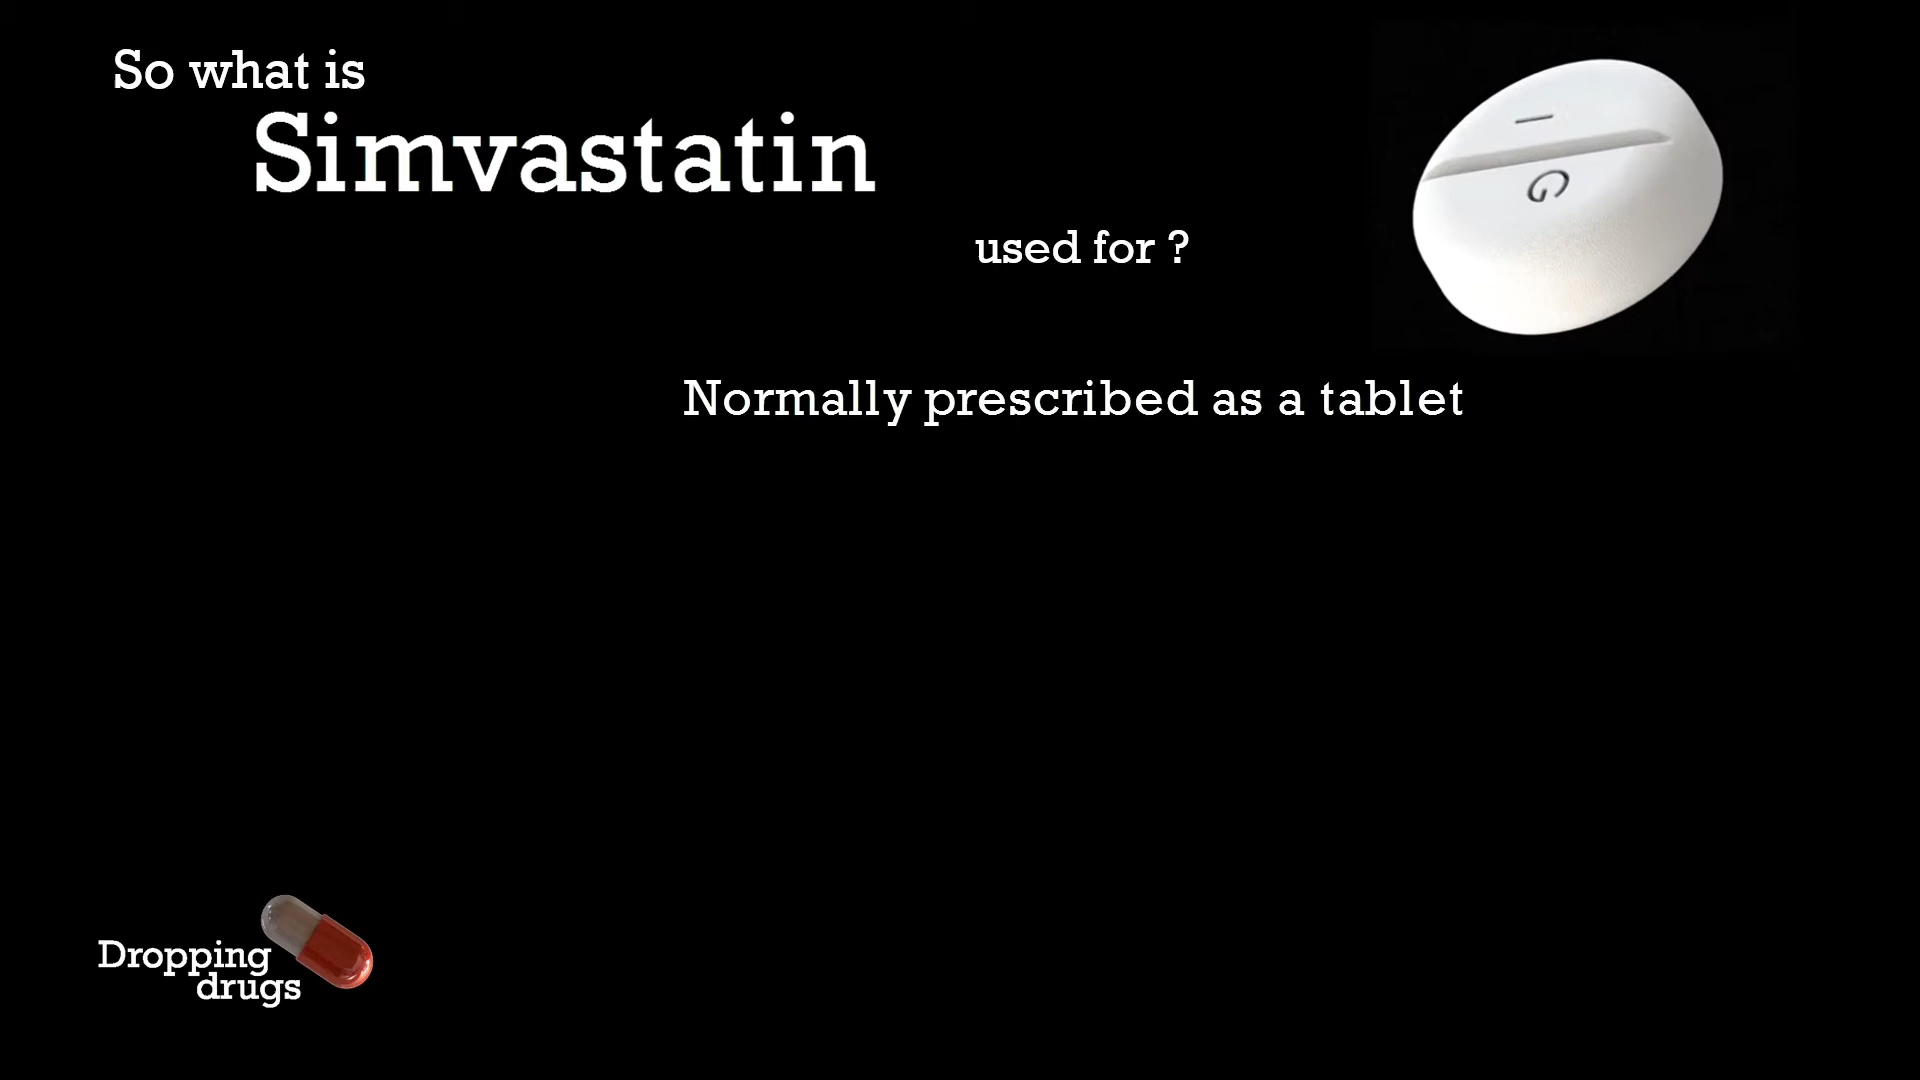 So what is
Simvastatin
used for ?
G
Normally prescribed as a tablet
Dropping
drugs